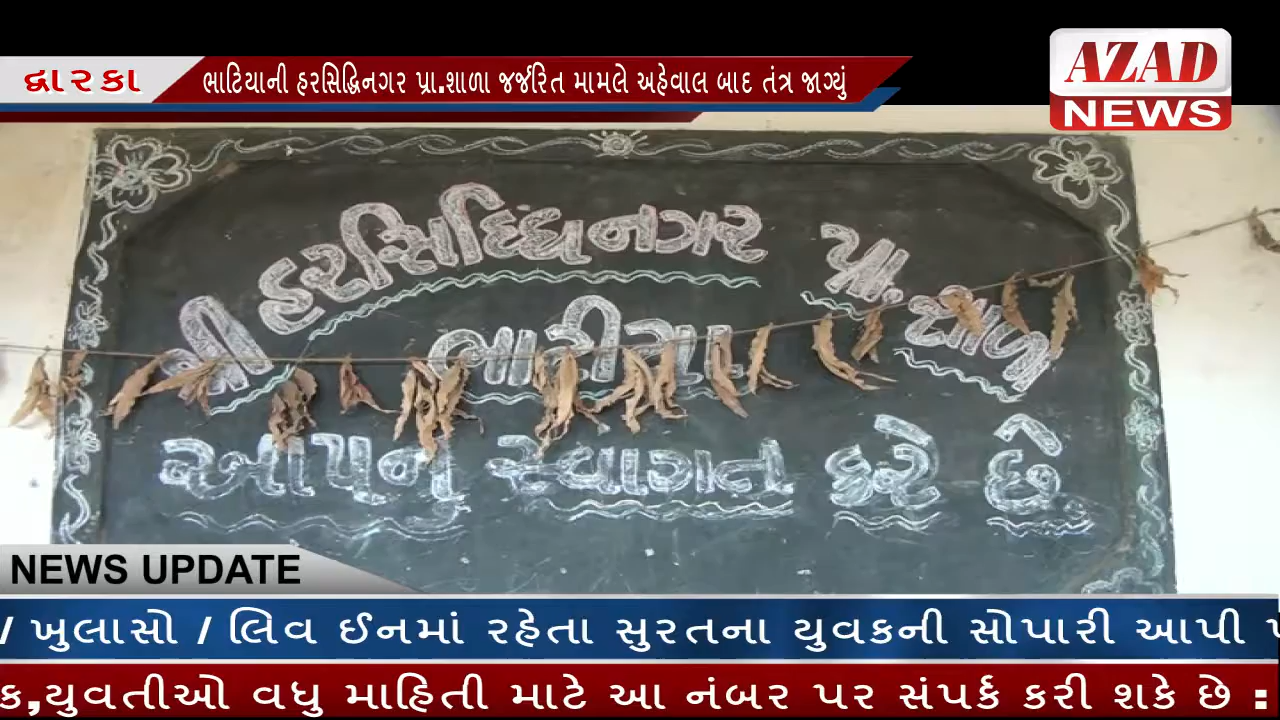 AZAD
NEWS
દ્વારકા
ભાટિયાની હરસિદ્ધિનગર પ્રા.શાળા જર્જરિત મામલે અહેવાલ બાદ તંત્ર જાગ્યું
શ્રી હરસિધ્ધિનગર પ્રા. શાળા
ભાટીયા
આપનુ સ્વાગત કરે છે.
NEWS UPDATE
/ ખુલાસો / લિવ ઈનમાં રહેતા સુરતના યુવકની સોપારી આપી
ક,યુવતીઓ વધુ માહિતી માટે આ નંબર પર સંપર્ક કરી શકે છે :